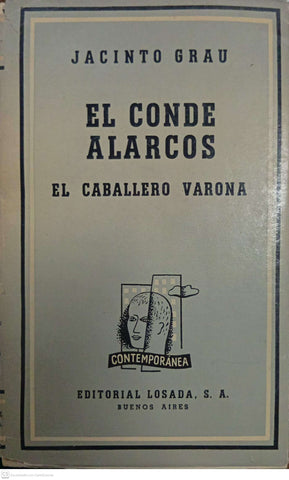 JACINTO GRAU
EL CONDE
ALARCOS
EL CABALLERO VARONA
CONTEMPORÁNEA
EDITORIAL LOSADA, S. A.
BUENOS AIRES